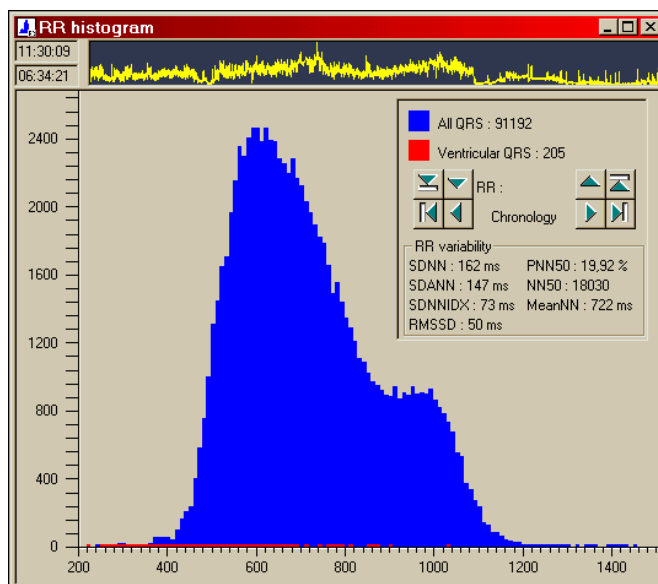 RR histogram
11:30:09
06:34:21
All QRS : 91192
Ventricular QRS : 205
RR :
Chronology
RR variability
SDNN : 162 ms PNN50 : 19,92 %
SDANN : 147 ms NN50 : 18030
SDNNIDX : 73 ms MeanNN : 722 ms
RMSSD : 50 ms
2400
2000
1600
1200
800
400
0
200 400 600 800 1000 1200 1400